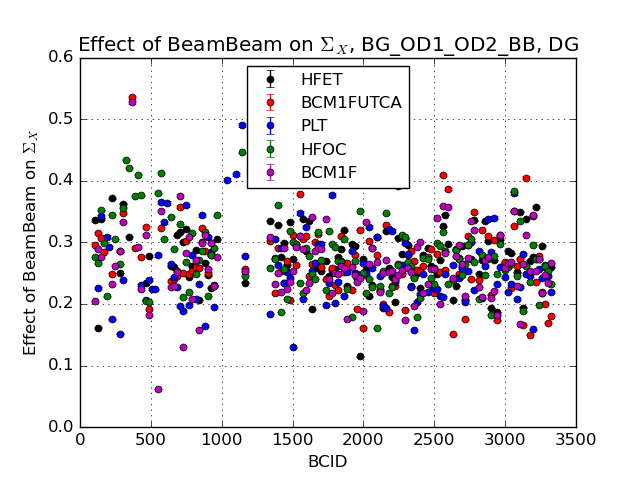 Effect of BeamBeam on Σ_X, BG_OD1_OD2_BB, DG
HFET
BCM1FUTCA
PLT
HFOC
BCM1F
Effect of BeamBeam on Σ_X
0.6
0.5
0.4
0.3
0.2
0.1
0.0
0 500 1000 1500 2000 2500 3000 3500
BCID